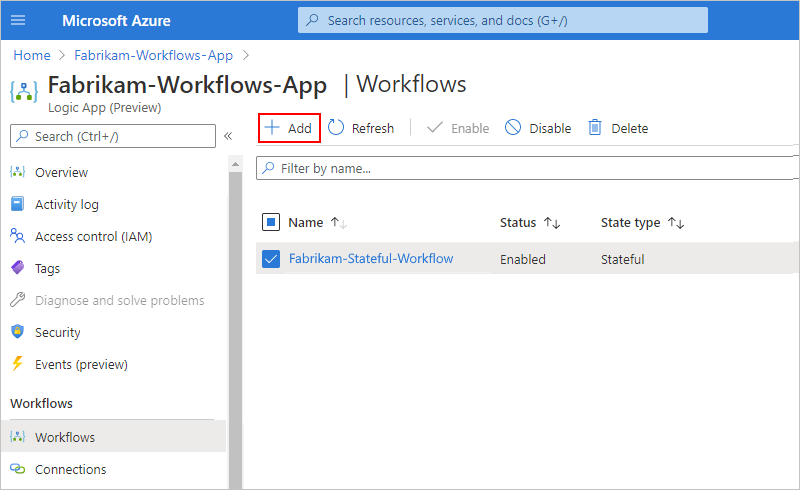 Microsoft Azure
Search resources, services, and docs (G+/)
Home > Fabrikam-Workflows-App >
Fabrikam-Workflows-App | Workflows
Logic App (Preview)
Search (Ctrl+/)
«
Add
Refresh
Enable
Disable
Delete
Filter by name...
Overview
Activity log
Access control (IAM)
Tags
Diagnose and solve problems
Security
Events (preview)
Workflows
Workflows
Connections
Name ↑↓ Status ↑↓ State type ↑↓
Fabrikam-Stateful-Workflow Enabled Stateful